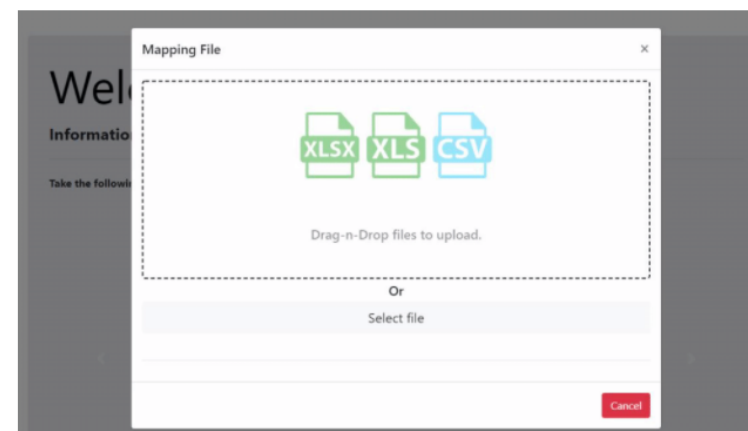 Mapping File
×
Wel
Informatio
Take the followi
XLSX XLS CSV
Drag-n-Drop files to upload.
Or
Select file
Cancel